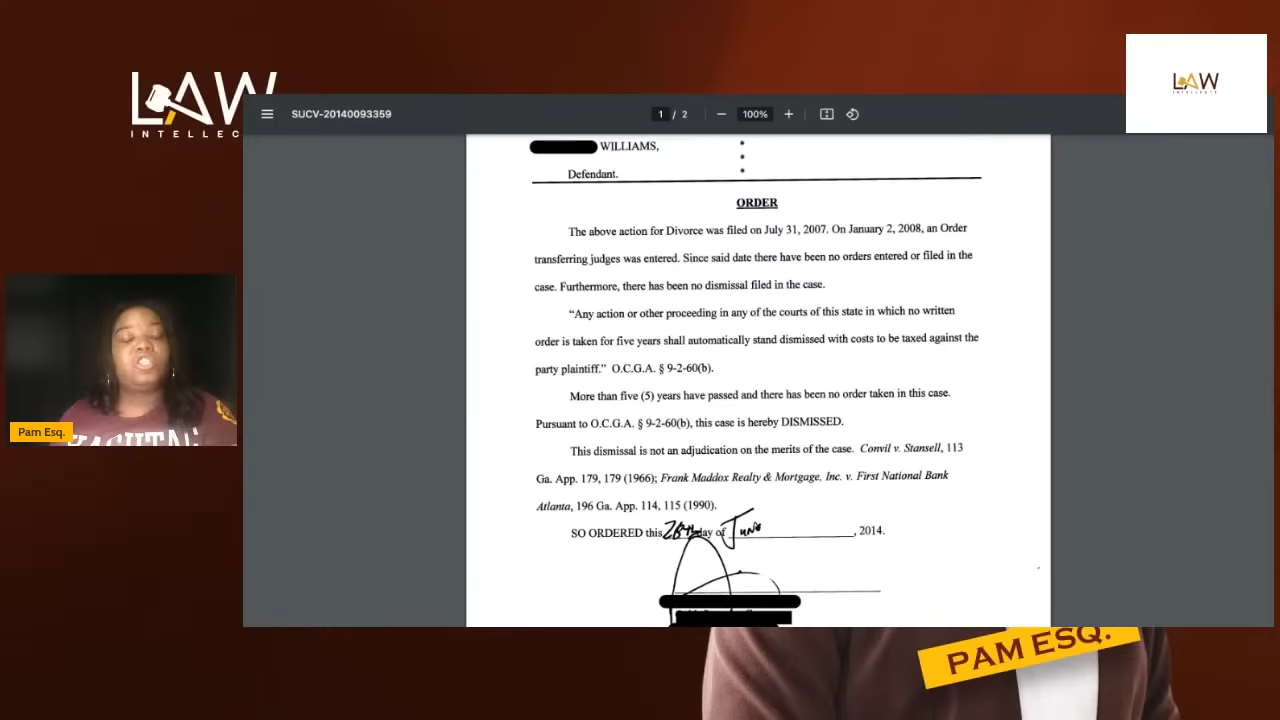 LAW
INTELLEC
LAW
INTELLECTS
SUCV-20140093359
1 / 2
100%
WILLIAMS,
Defendant.
ORDER
The above action for Divorce was filed on July 31, 2007. On January 2, 2008, an Order
transferring judges was entered. Since said date there have been no orders entered or filed in the
case. Furthermore, there has been no dismissal filed in the case.
“Any action or other proceeding in any of the courts of this state in which no written
order is taken for five years shall automatically stand dismissed with costs to be taxed against the
party plaintiff.” O.C.G.A. § 9-2-60(b).
More than five (5) years have passed and there has been no order taken in this case.
Pursuant to O.C.G.A. § 9-2-60(b), this case is hereby DISMISSED.
This dismissal is not an adjudication on the merits of the case. Convil v. Stansell, 113
Ga. App. 179, 179 (1966); Frank Maddox Realty & Mortgage, Inc. v. First National Bank
Atlanta, 196 Ga. App. 114, 115 (1990).
SO ORDERED this 28th day of June, 2014.
Pam Esq.
PAM ESQ.